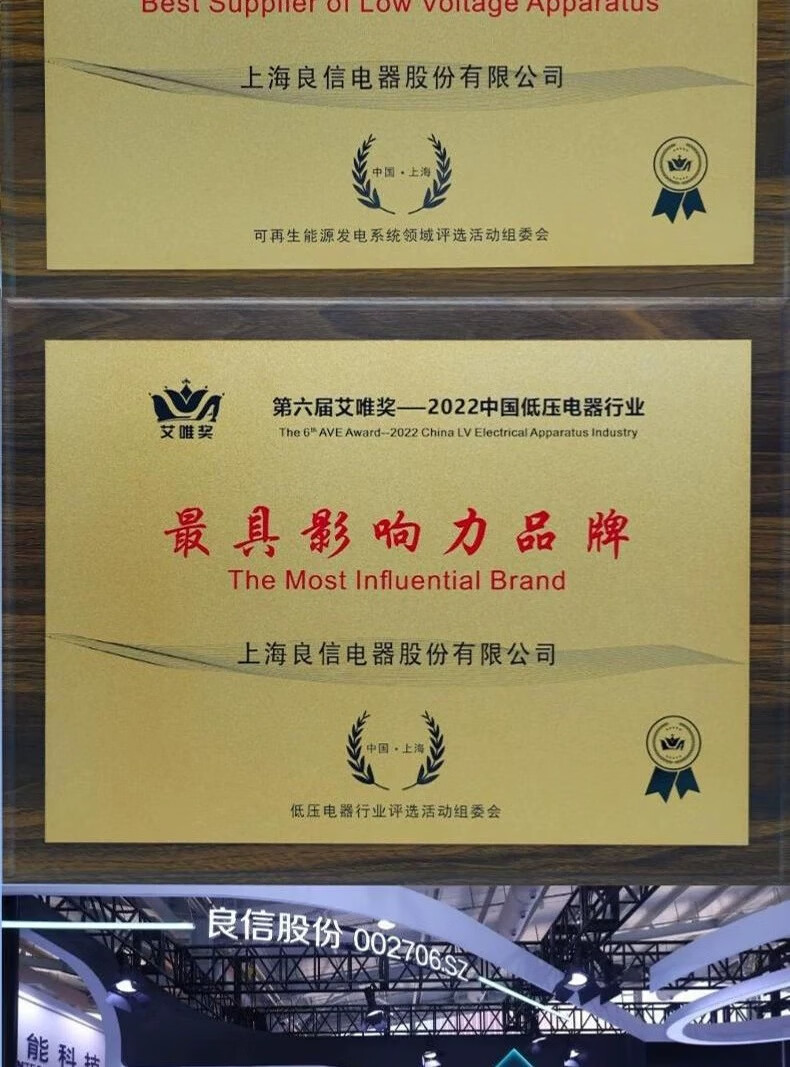 Best Supplier of Low Voltage Apparatus
上海良信电器股份有限公司
中国·上海
可再生能源发电系统领域评选活动组委会
艾唯奖
第六届艾唯奖——2022中国低压电器行业
The 6th AVE Award--2022 China LV Electrical Apparatus Industry
最具影响力品牌
The Most Influential Brand
上海良信电器股份有限公司
中国·上海
低压电器行业评选活动组委会
良信股份 002706.SZ
能科技